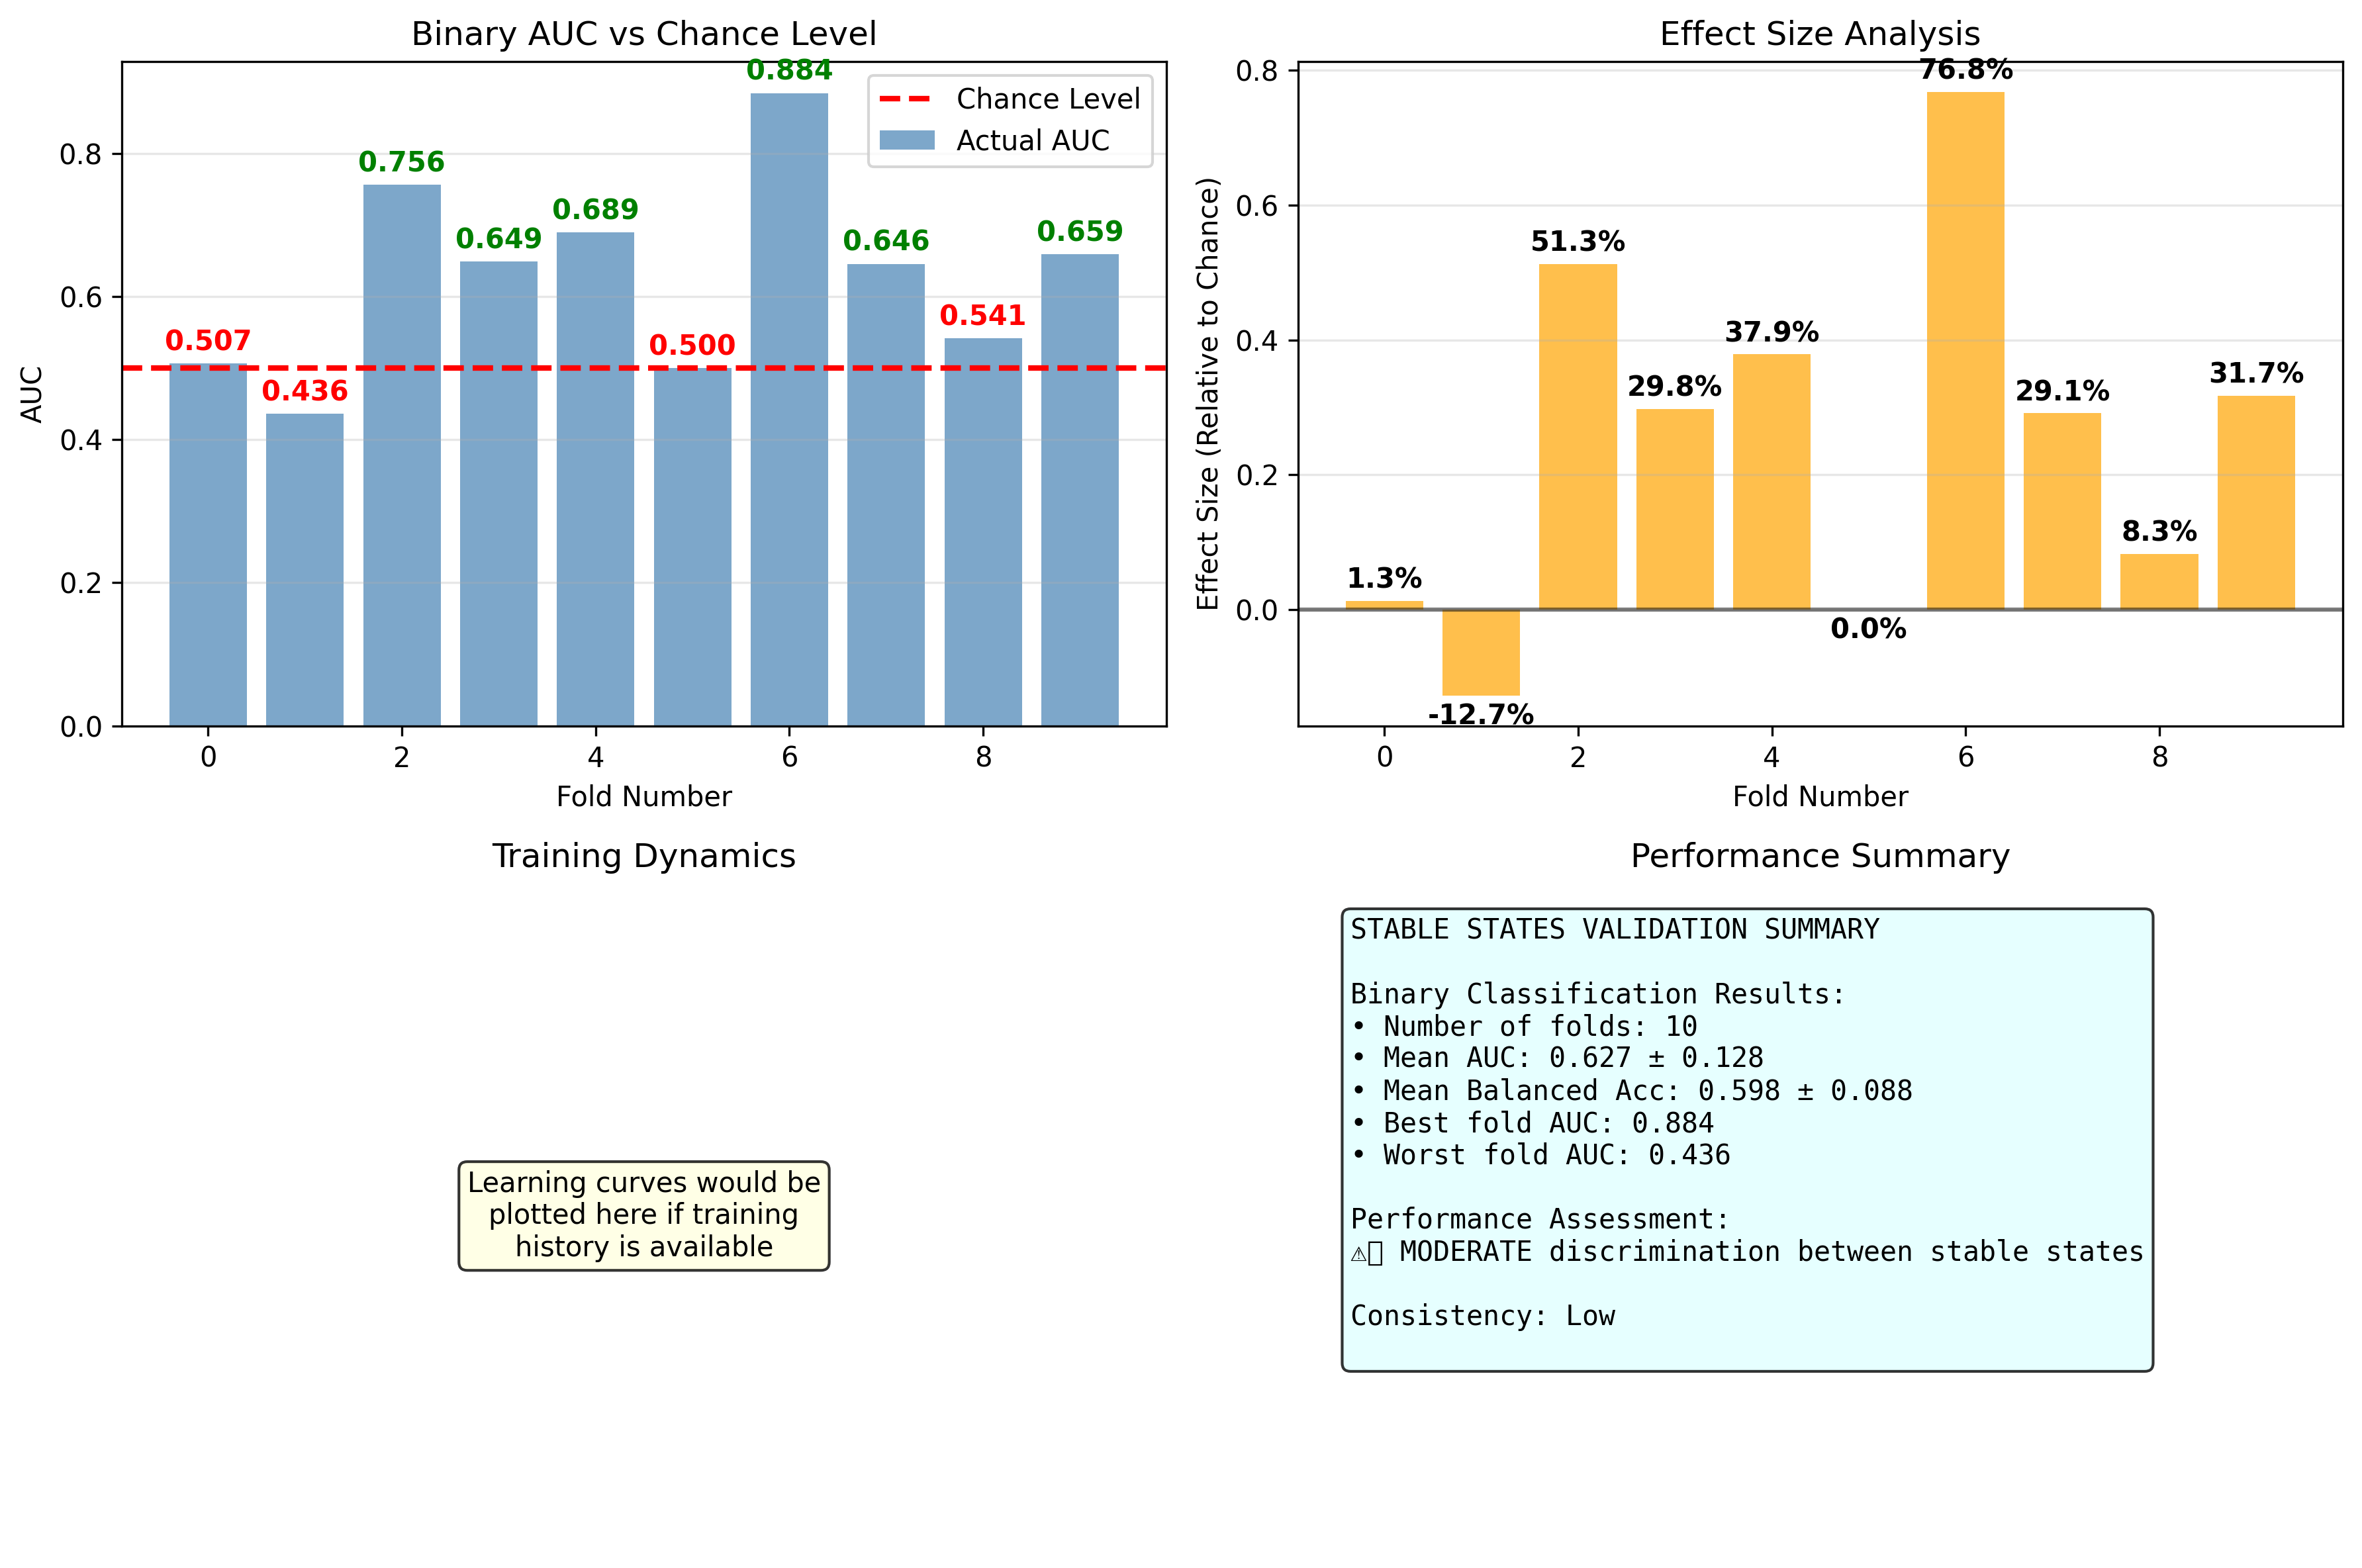 Binary AUC vs Chance Level
AUC
0.0
0.2
0.4
0.6
0.8
0.507
0.436
0.756
0.649
0.689
0.500
0.884
0.646
0.541
0.659
Chance Level
Actual AUC
0
2
4
6
8
Fold Number
Effect Size Analysis
Effect Size (Relative to Chance)
0.0
0.2
0.4
0.6
0.8
1.3%
-12.7%
51.3%
29.8%
37.9%
0.0%
76.8%
29.1%
8.3%
31.7%
0
2
4
6
8
Fold Number
Training Dynamics
Learning curves would be
plotted here if training
history is available
Performance Summary
STABLE STATES VALIDATION SUMMARY
Binary Classification Results:
• Number of folds: 10
• Mean AUC: 0.627 ± 0.128
• Mean Balanced Acc: 0.598 ± 0.088
• Best fold AUC: 0.884
• Worst fold AUC: 0.436
Performance Assessment:
⚠▯ MODERATE discrimination between stable states
Consistency: Low